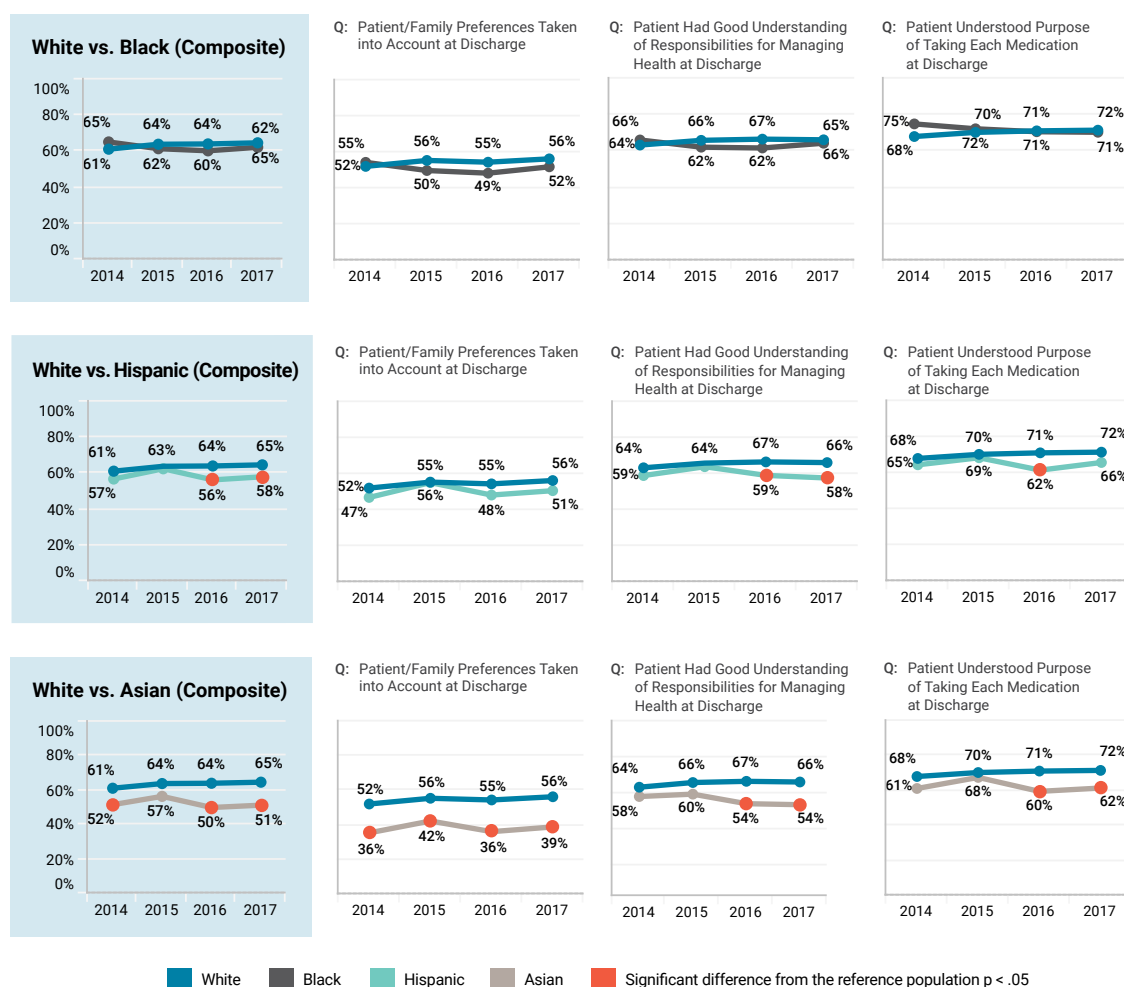 White vs. Black (Composite)
100%
80%
60%
40%
20%
0%
65%
64%
64%
62%
61%
62%
60%
65%
2014 2015 2016 2017
Q: Patient/Family Preferences Taken
into Account at Discharge
55%
56%
55%
56%
52%
50%
49%
52%
2014 2015 2016 2017
Q: Patient Had Good Understanding
of Responsibilities for Managing
Health at Discharge
66%
66%
67%
65%
64%
62%
62%
66%
2014 2015 2016 2017
Q: Patient Understood Purpose
of Taking Each Medication
at Discharge
75%
70%
71%
72%
68%
72%
71%
71%
2014 2015 2016 2017
White vs. Hispanic (Composite)
100%
80%
60%
40%
20%
0%
61%
63%
64%
65%
57%
56%
58%
2014 2015 2016 2017
Q: Patient/Family Preferences Taken
into Account at Discharge
52%
55%
55%
56%
47%
56%
48%
51%
2014 2015 2016 2017
Q: Patient Had Good Understanding
of Responsibilities for Managing
Health at Discharge
64%
64%
67%
66%
59%
59%
58%
2014 2015 2016 2017
Q: Patient Understood Purpose
of Taking Each Medication
at Discharge
68%
70%
71%
72%
65%
69%
62%
66%
2014 2015 2016 2017
White vs. Asian (Composite)
100%
80%
60%
40%
20%
0%
61%
64%
64%
65%
52%
57%
50%
51%
2014 2015 2016 2017
Q: Patient/Family Preferences Taken
into Account at Discharge
52%
56%
55%
56%
36%
42%
36%
39%
2014 2015 2016 2017
Q: Patient Had Good Understanding
of Responsibilities for Managing
Health at Discharge
64%
66%
67%
66%
58%
60%
54%
54%
2014 2015 2016 2017
Q: Patient Understood Purpose
of Taking Each Medication
at Discharge
68%
70%
71%
72%
61%
68%
60%
62%
2014 2015 2016 2017
White Black Hispanic Asian Significant difference from the reference population p < .05